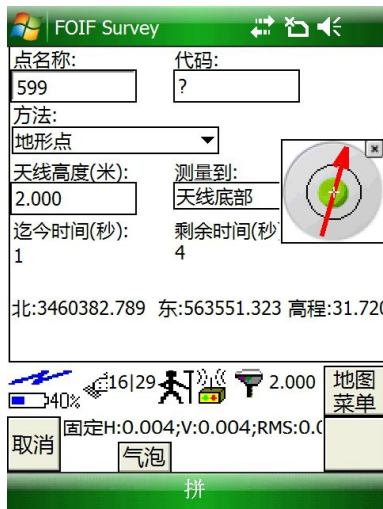 FOIF Survey
点名称: 代码:
599 ?
方法:
地形点
天线高度(米): 测量到:
2.000 天线底部
迄今时间(秒): 剩余时间(秒
1 4
北:3460382.789 东:563551.323 高程:31.720
16|29 2.000 地图
40% 菜单
固定H:0.004;V:0.004;RMS:0.0
取消 气泡
拼